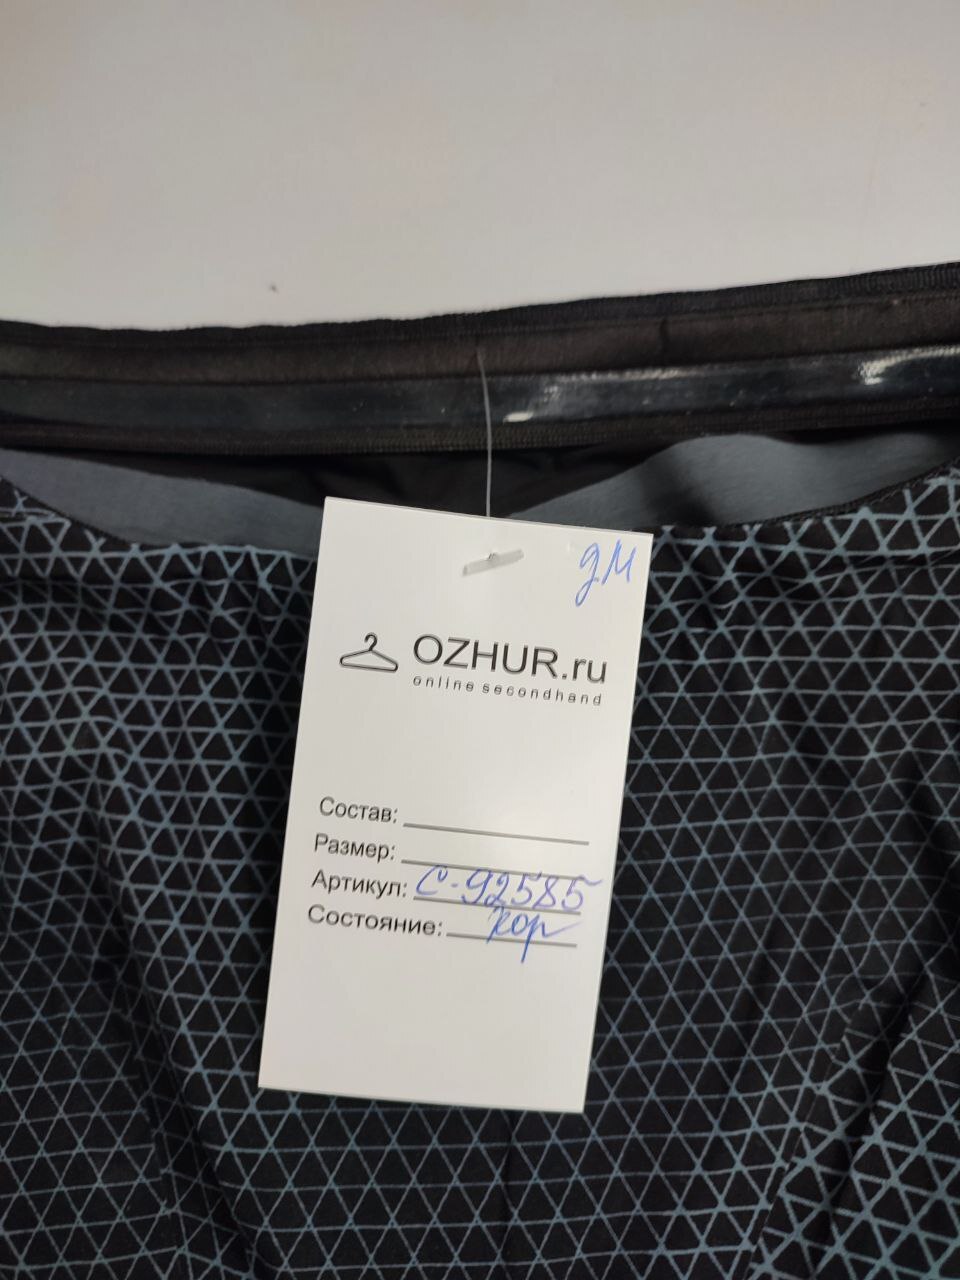 дм
OZHUR.ru
online secondhand
Состав:
Размер:
Артикул: С-92585
Состояние: хор